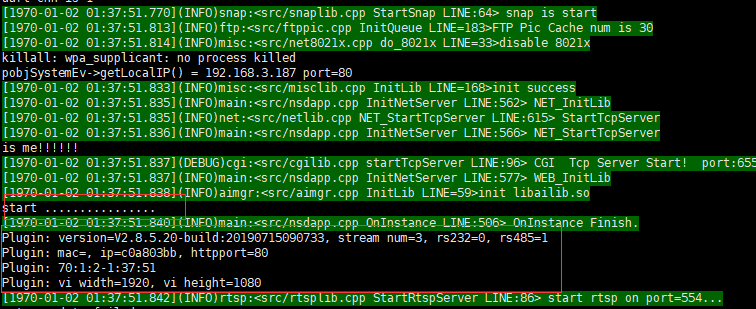 [1970-01-02 01:37:51.770](INFO)snap:<src/snaplib.cpp StartSnap LINE:64> snap is start
[1970-01-02 01:37:51.813](INFO)ftp:<src/ftppic.cpp InitQueue LINE=183>FTP Pic Cache num is 30
[1970-01-02 01:37:51.814](INFO)misc:<src/net8021x.cpp do_8021x LINE=33>disable 8021x
killall: wpa_supplicant: no process killed
pobjSystemEv->getLocalIP() = 192.168.3.187 port=80
[1970-01-02 01:37:51.833](INFO)misc:<src/misclib.cpp InitLib LINE=168>init success
[1970-01-02 01:37:51.835](INFO)main:<src/nsdapp.cpp InitNetServer LINE:562> NET_InitLib
[1970-01-02 01:37:51.835](INFO)net:<src/netlib.cpp NET_StartTcpServer LINE:615> StartTcpServer
[1970-01-02 01:37:51.836](INFO)main:<src/nsdapp.cpp InitNetServer LINE:566> NET_StartTcpServer
is me!!!!!!
[1970-01-02 01:37:51.837](DEBUG)cgi:<src/cgilib.cpp startTcpServer LINE:96> CGI  Tcp Server Start!  port:655
[1970-01-02 01:37:51.837](INFO)main:<src/nsdapp.cpp InitNetServer LINE:577> WEB_InitLib
[1970-01-02 01:37:51.838](INFO)aimgr:<src/aimgr.cpp InitLib LINE=59>init libailib.so
start ................
[1970-01-02 01:37:51.840](INFO)main:<src/nsdapp.cpp OnInstance LINE:506> OnInstance Finish.
Plugin: version=V2.8.5.20-build:20190715090733, stream num=3, rs232=0, rs485=1
Plugin: mac=, ip=c0a803bb, httpport=80
Plugin: 70:1:2-1:37:51
Plugin: vi width=1920, vi height=1080
[1970-01-02 01:37:51.842](INFO)rtsp:<src/rtsplib.cpp StartRtspServer LINE:86> start rtsp on port=554...